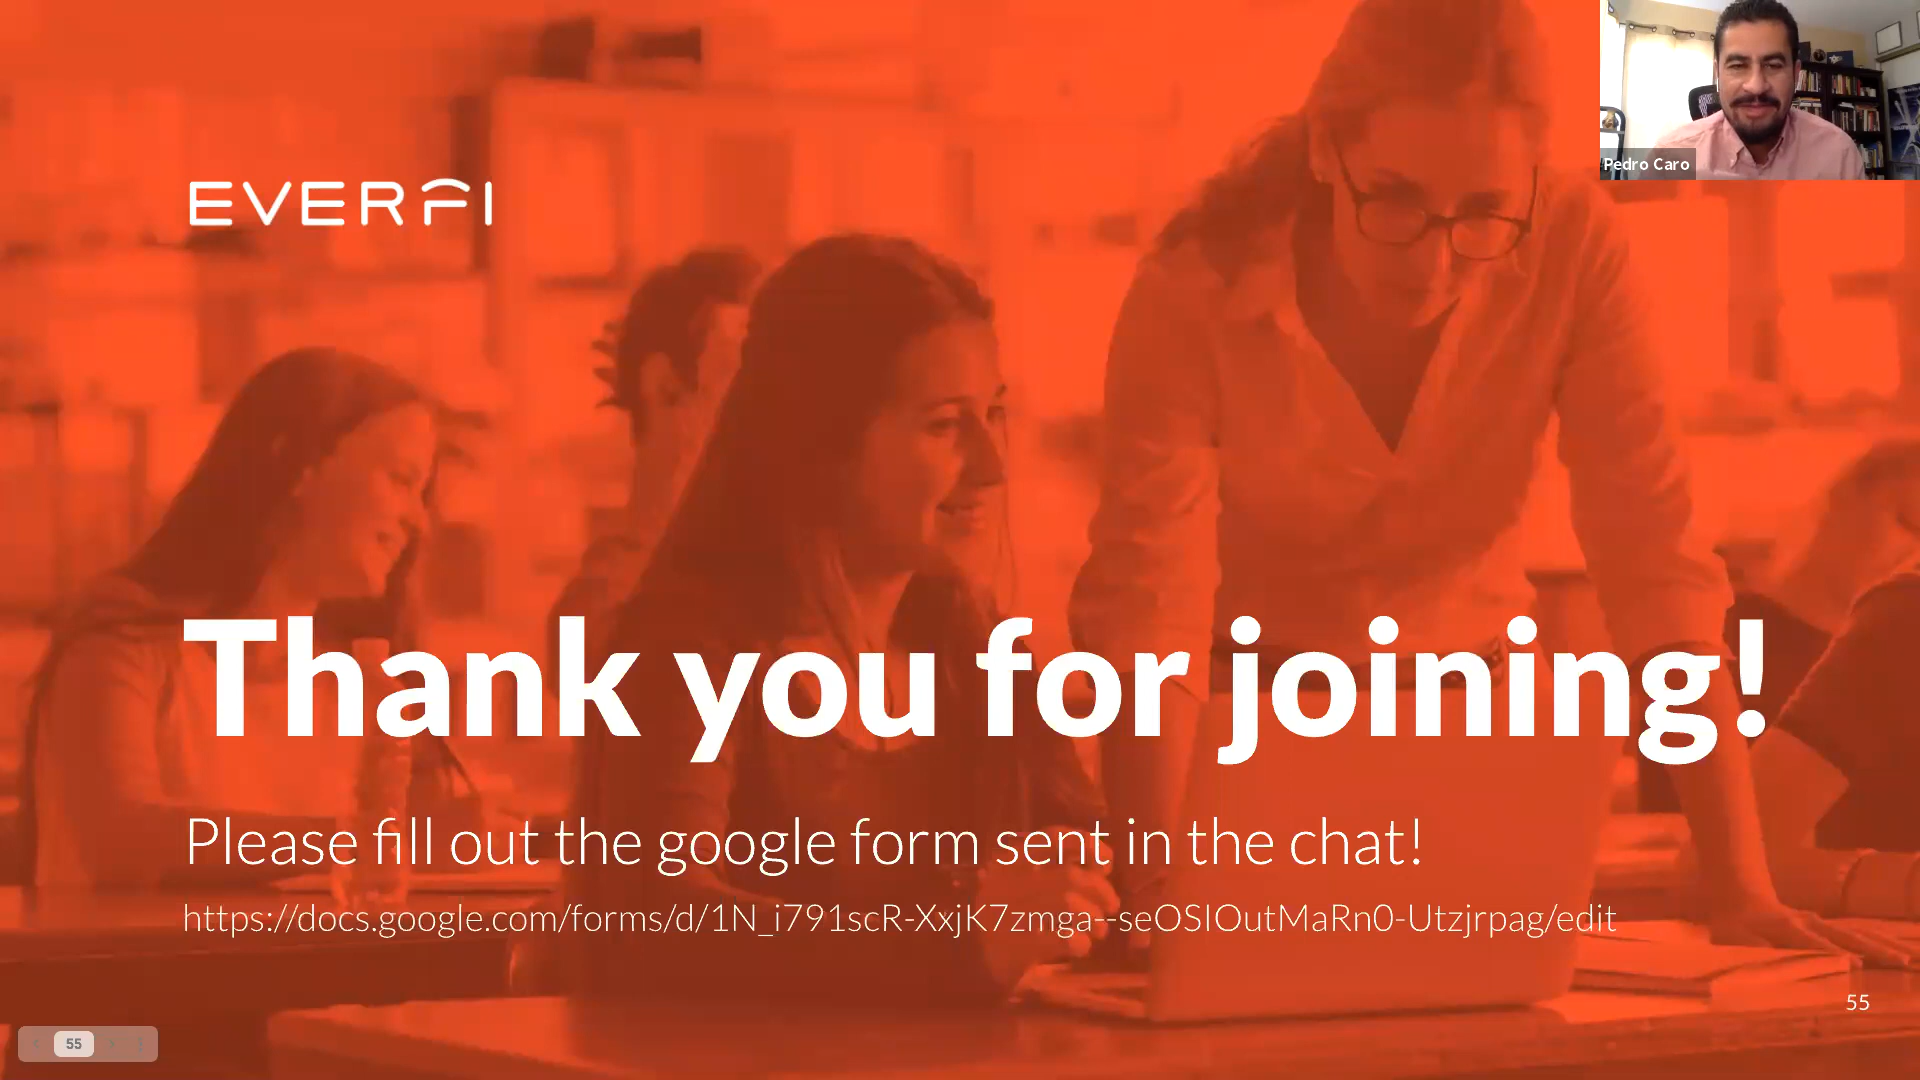 Pedro Caro
EVERFI
Thank you for joining!
Please fill out the google form sent in the chat!
https://docs.google.com/forms/d/1N_i791scR-XxjK7zmga--seOSIOutMaRn0-Utzjrpag/edit
55
55